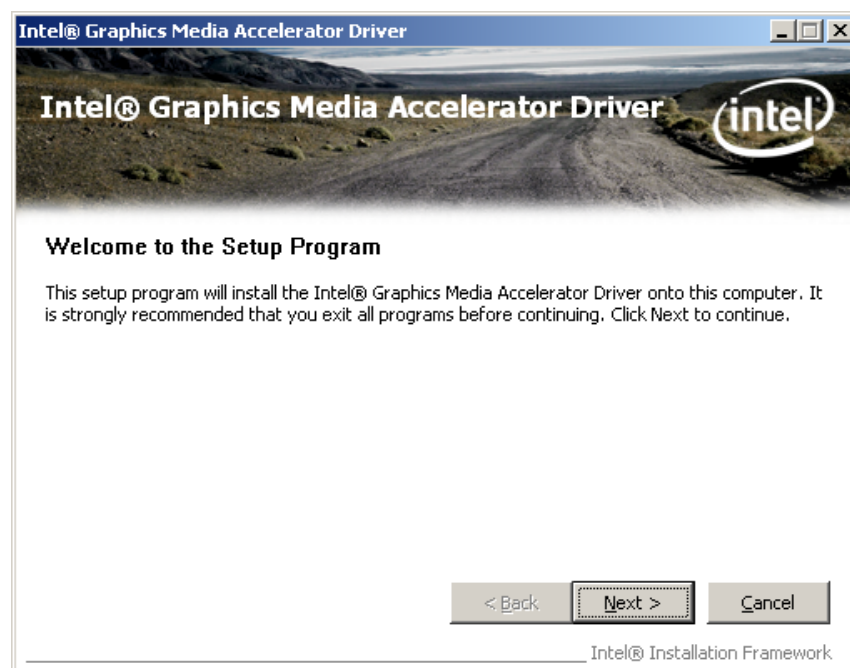 Intel® Graphics Media Accelerator Driver
Intel® Graphics Media Accelerator Driver
intel
Welcome to the Setup Program
This setup program will install the Intel® Graphics Media Accelerator Driver onto this computer. It
is strongly recommended that you exit all programs before continuing. Click Next to continue.
< Back Next > Cancel
Intel® Installation Framework